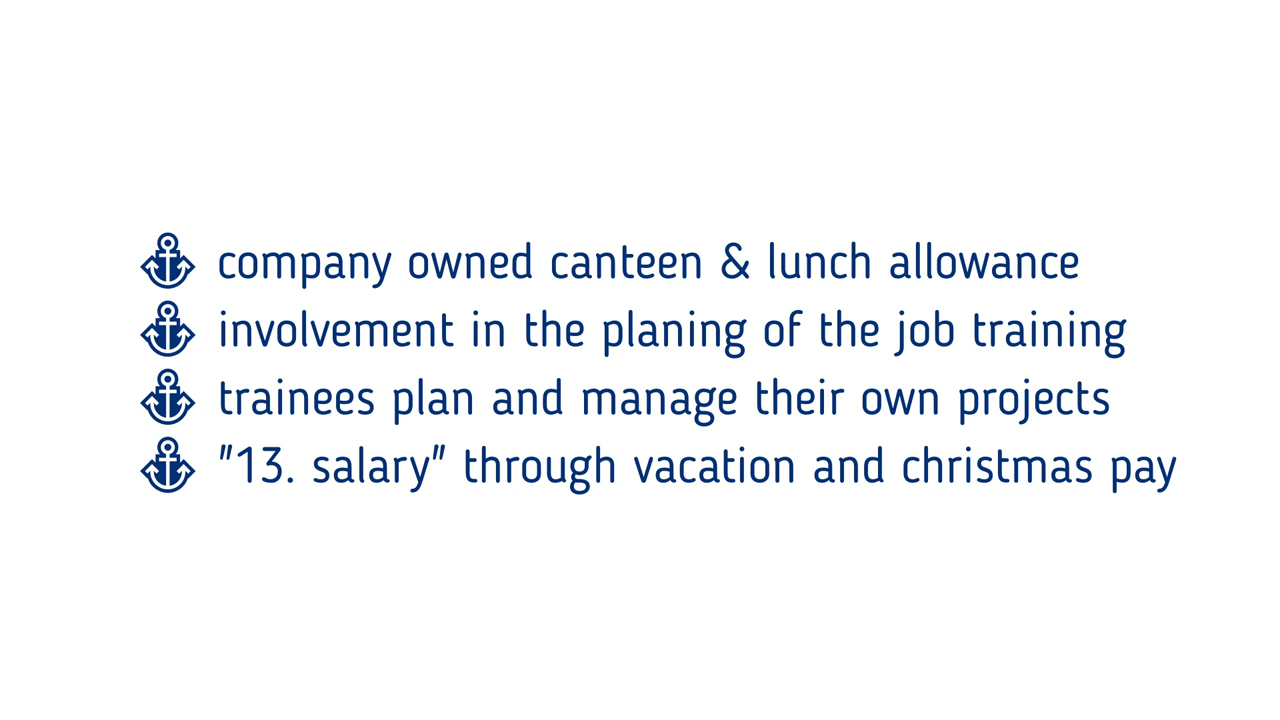 company owned canteen & lunch allowance
involvement in the planing of the job training
trainees plan and manage their own projects
"13. salary" through vacation and christmas pay